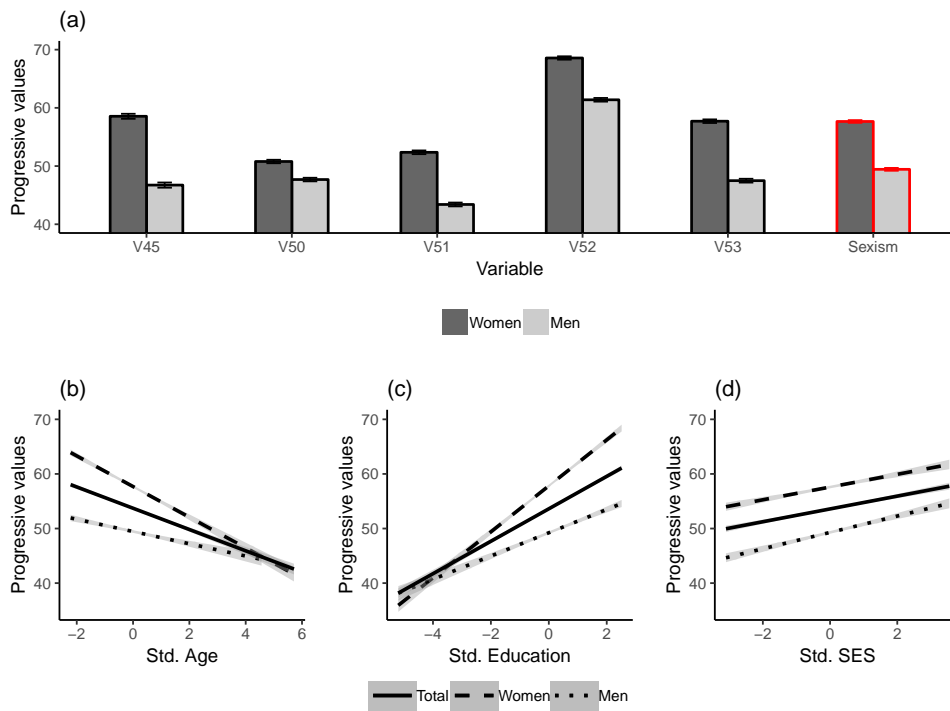 (a)
Progressive values
70
60
50
40
V45 V50 V51 V52 V53 Sexism
Variable
Women Men
(b)
Progressive values
70
60
50
40
−2 0 2 4 6
Std. Age
(c)
Progressive values
70
60
50
40
−4 −2 0 2
Std. Education
(d)
Progressive values
70
60
50
40
−2 0 2
Std. SES
Total Women Men